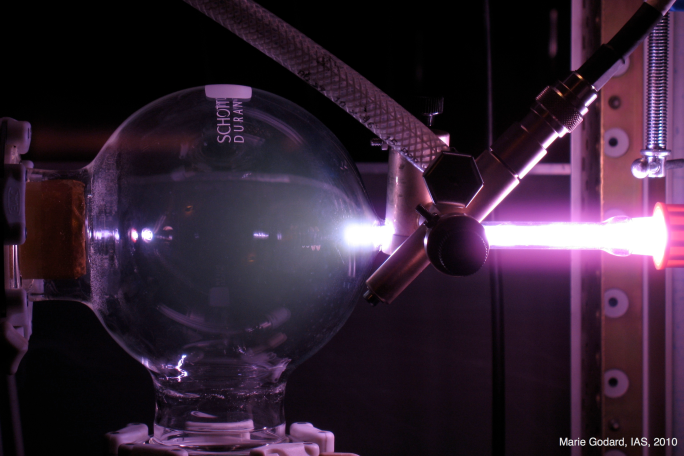 SCHOTT
DURAN
Marie Godard, IAS, 2010